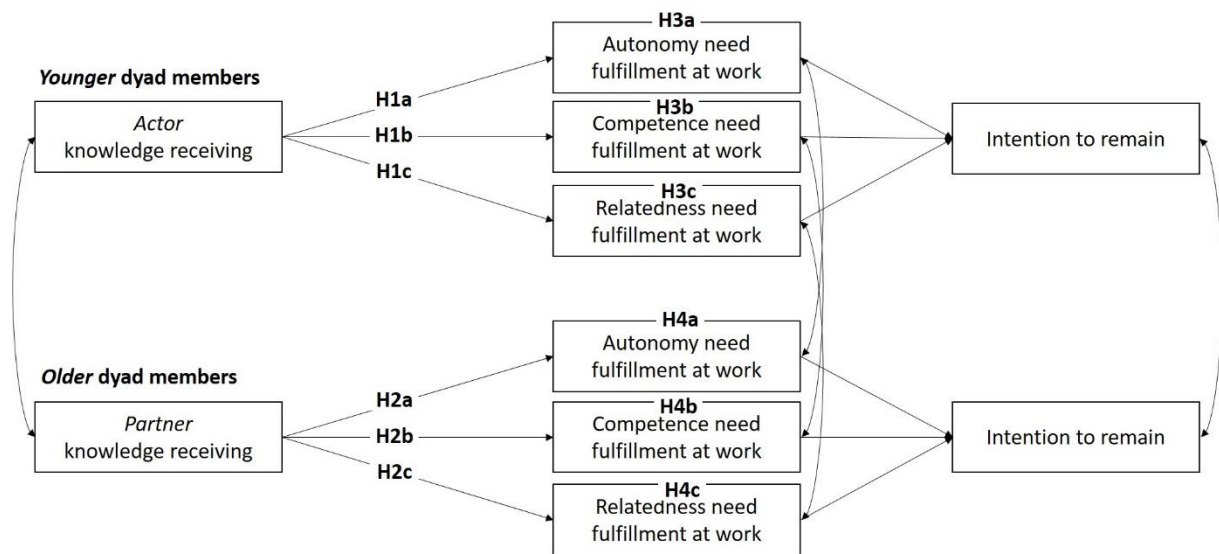 Younger dyad members
Actor
knowledge receiving
H1a
H1b
H1c
H3a
Autonomy need
fulfillment at work
H3b
Competence need
fulfillment at work
H3c
Relatedness need
fulfillment at work
Intention to remain
Older dyad members
Partner
knowledge receiving
H2a
H2b
H2c
H4a
Autonomy need
fulfillment at work
H4b
Competence need
fulfillment at work
H4c
Relatedness need
fulfillment at work
Intention to remain